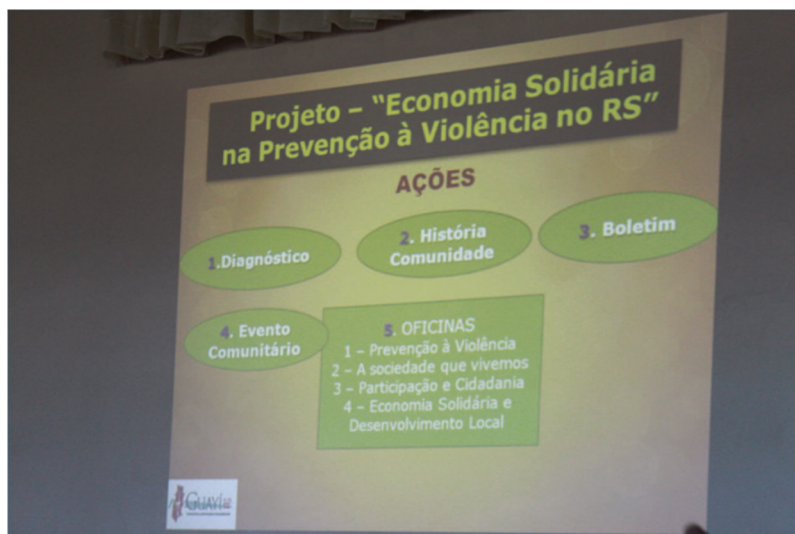 Projeto – “Economia Solidária
na Prevenção à Violência no RS”
AÇÕES
1.Diagnóstico
2. História
Comunidade
3. Boletim
4. Evento
Comunitário
5. OFICINAS
1 – Prevenção à Violência
2 – A sociedade que vivemos
3 – Participação e Cidadania
4 – Economia Solidária e
Desenvolvimento Local